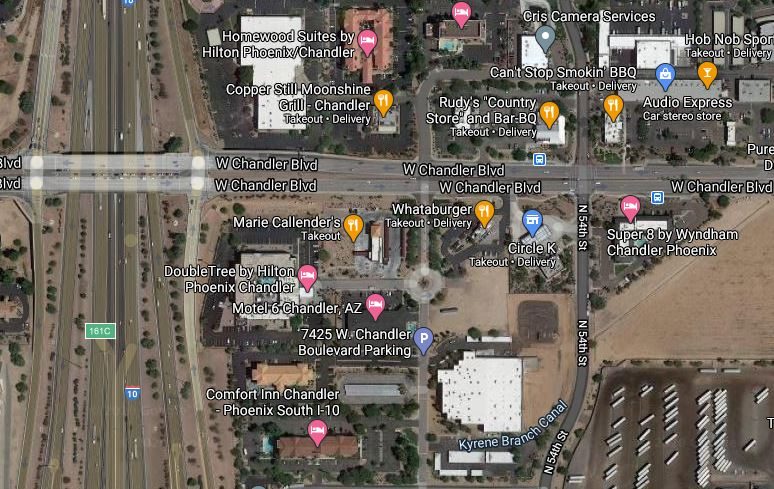 10
Cris Camera Services
Homewood Suites by
Hilton Phoenix/Chandler
Hob Nob Spor
Takeout • Delivery
Can't Stop Smokin' BBQ
Takeout • Delivery
Copper Still Moonshine
Grill - Chandler
Takeout • Delivery
Rudy's "Country
Store" and Bar-BQ
Takeout • Delivery
Audio Express
Car stereo store
Pure
D
Blvd
W Chandler Blvd
W Chandler Blvd
Blvd
W Chandler Blvd
W Chandler Blvd
W Chandler Blvd
Whataburger
Takeout • Delivery
Marie Callender's
Takeout
N 54th St
Super 8 by Wyndham
Chandler Phoenix
Circle K
Takeout • Delivery
DoubleTree by Hilton
Phoenix Chandler
Motel 6 Chandler, AZ
161C
7425 W. Chandler
Boulevard Parking
P
N 54th St
10
Comfort Inn Chandler
- Phoenix South I-10
Kyrene Branch Canal
N 54th St
T